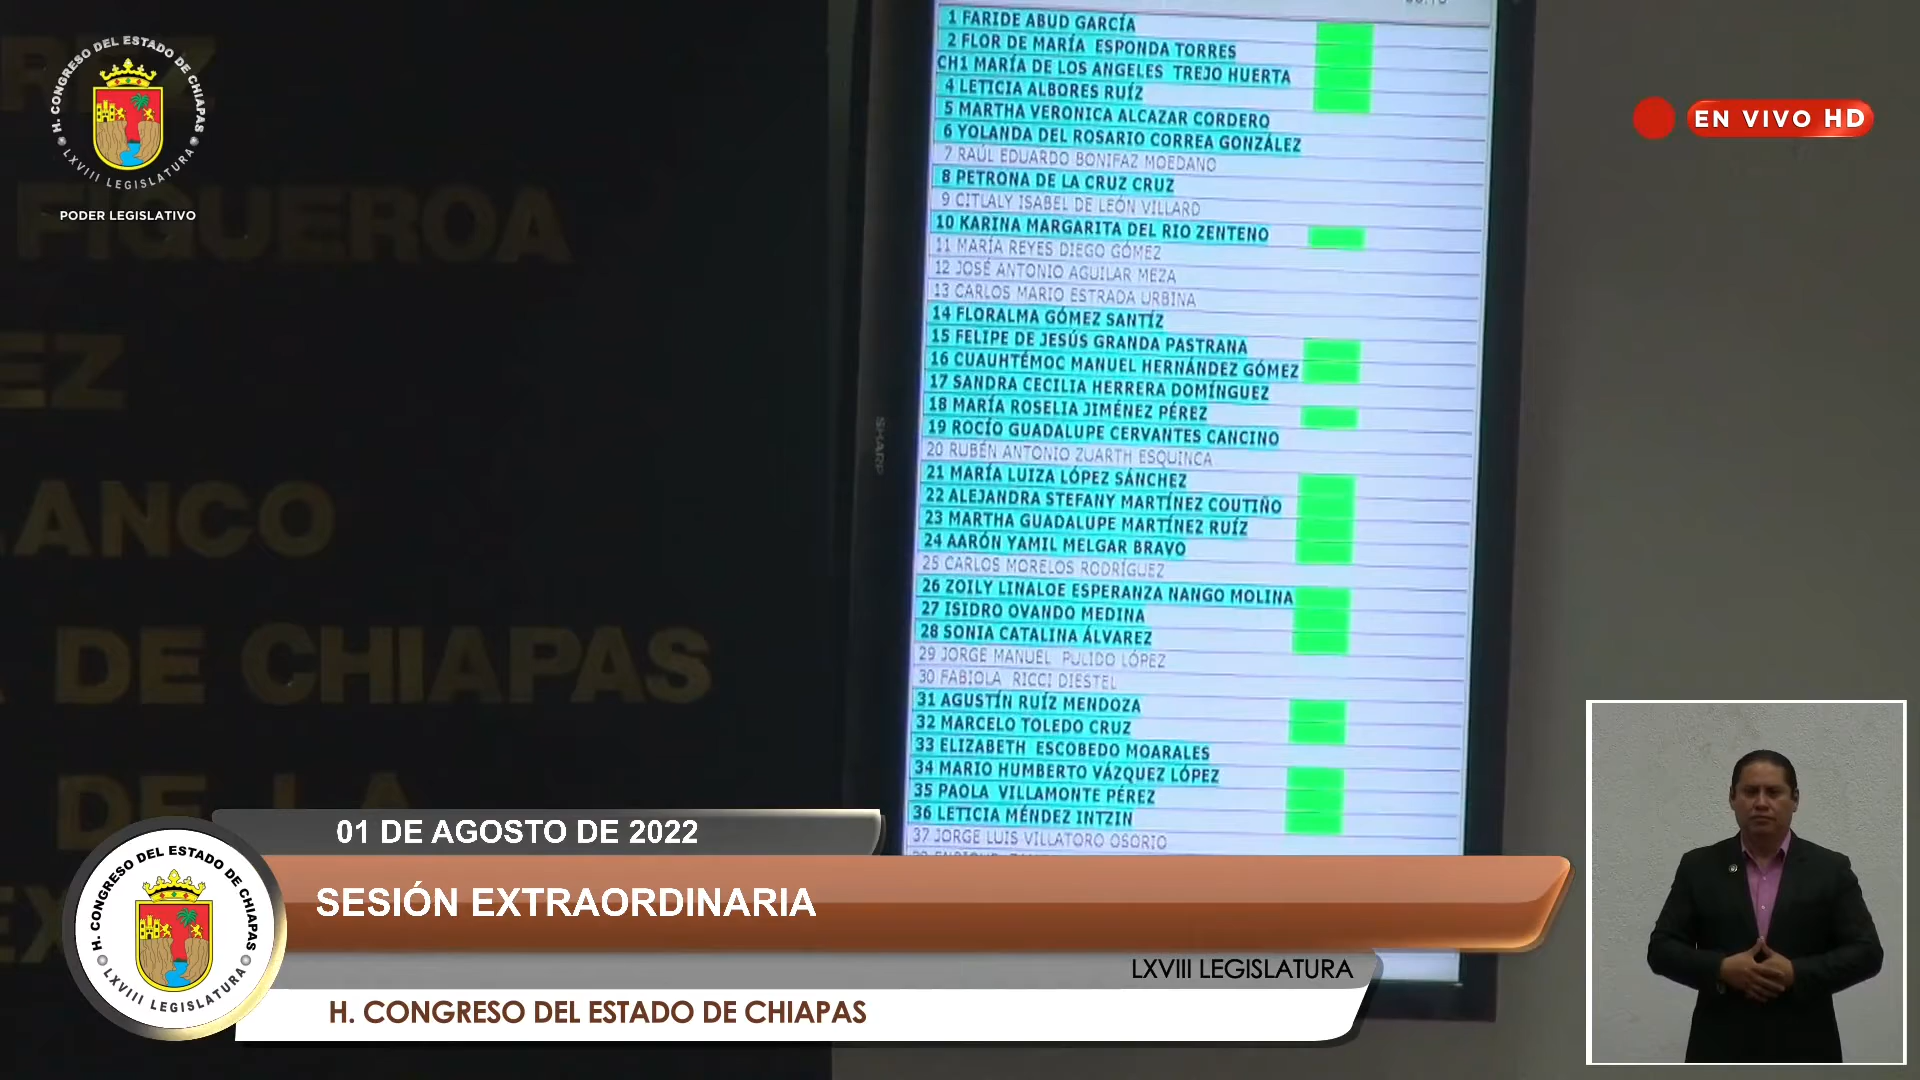 H. CONGRESO DEL ESTADO DE CHIAPAS
LXVIII LEGISLATURA
PODER LEGISLATIVO
FIGUEROA
EZ
LANCO
DE CHIAPAS
DE LA
SHARP
1 FARIDE ABUD GARCÍA
2 FLOR DE MARÍA ESPONDA TORRES
CH1 MARÍA DE LOS ANGELES TREJO HUERTA
4 LETICIA ALBORES RUÍZ
5 MARTHA VERONICA ALCAZAR CORDERO
6 YOLANDA DEL ROSARIO CORREA GONZÁLEZ
7 RAÚL EDUARDO BONIFAZ MOEDANO
8 PETRONA DE LA CRUZ CRUZ
9 CITLALY ISABEL DE LEÓN VILLARD
10 KARINA MARGARITA DEL RIO ZENTENO
11 MARÍA REYES DIEGO GÓMEZ
12 JOSÉ ANTONIO AGUILAR MEZA
13 CARLOS MARIO ESTRADA URBINA
14 FLORALMA GÓMEZ SANTÍZ
15 FELIPE DE JESÚS GRANDA PASTRANA
16 CUAUHTÉMOC MANUEL HERNÁNDEZ GÓMEZ
17 SANDRA CECILIA HERRERA DOMÍNGUEZ
18 MARÍA ROSELIA JIMÉNEZ PÉREZ
19 ROCÍO GUADALUPE CERVANTES CANCINO
20 RUBÉN ANTONIO ZUARTH ESQUINCA
21 MARÍA LUIZA LÓPEZ SÁNCHEZ
22 ALEJANDRA STEFANY MARTÍNEZ COUTIÑO
23 MARTHA GUADALUPE MARTÍNEZ RUÍZ
24 AARÓN YAMIL MELGAR BRAVO
25 CARLOS MORELOS RODRÍGUEZ
26 ZOILY LINALOE ESPERANZA NANGO MOLINA
27 ISIDRO OVANDO MEDINA
28 SONIA CATALINA ÁLVAREZ
29 JORGE MANUEL PULIDO LÓPEZ
30 FABIOLA RICCI DIESTEL
31 AGUSTÍN RUÍZ MENDOZA
32 MARCELO TOLEDO CRUZ
33 ELIZABETH ESCOBEDO MOARALES
34 MARIO HUMBERTO VÁZQUEZ LÓPEZ
35 PAOLA VILLAMONTE PÉREZ
36 LETICIA MÉNDEZ INTZIN
37 JORGE LUIS VILLATORO OSORIO
EN VIVO HD
01 DE AGOSTO DE 2022
SESIÓN EXTRAORDINARIA
LXVIII LEGISLATURA
H. CONGRESO DEL ESTADO DE CHIAPAS
H. CONGRESO DEL ESTADO DE CHIAPAS
LXVIII LEGISLATURA